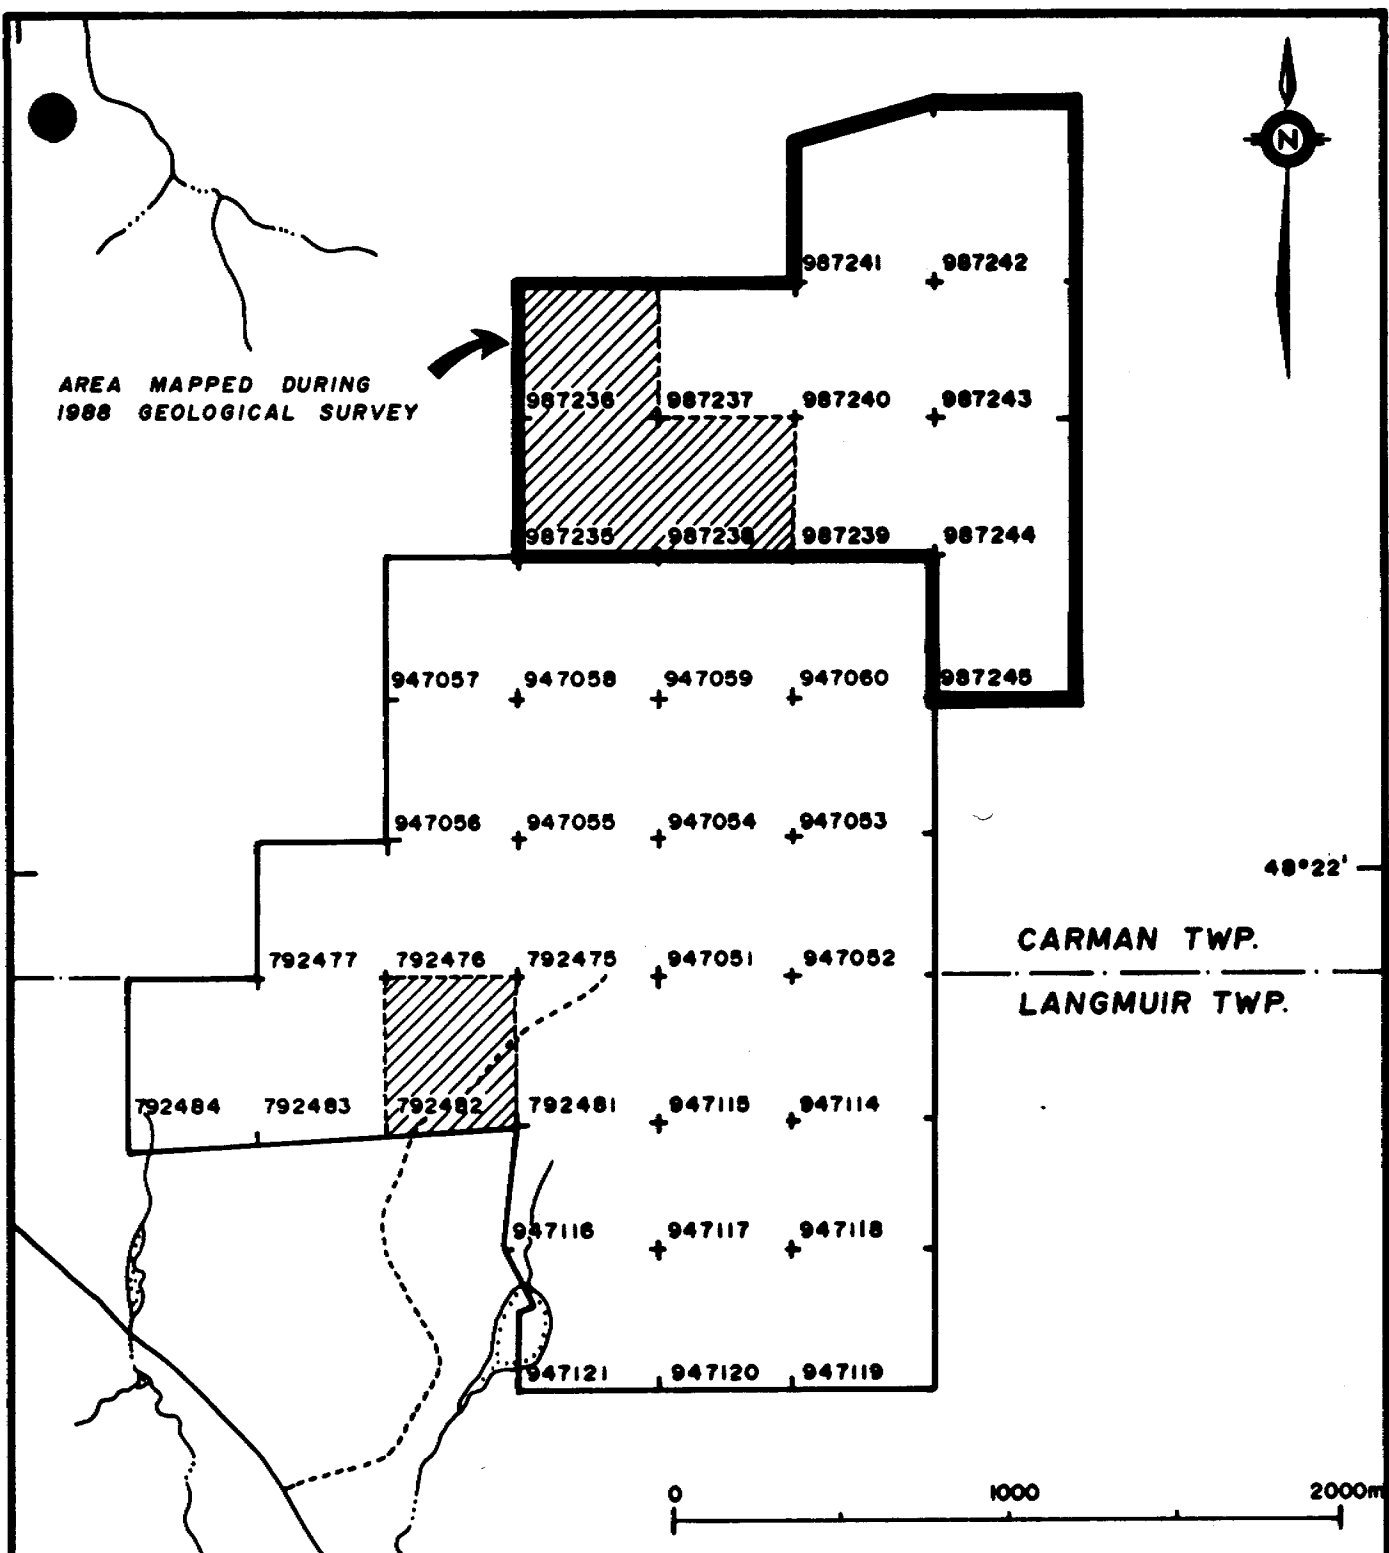 N
987241 987242
AREA MAPPED DURING
1988 GEOLOGICAL SURVEY
987236 987237 987240 987243
987235 987238 987239 987244
947057 947058 947059 947060 987245
947056 947055 947054 947053
48°22'
CARMAN TWP.
792477 792476 792475 947051 947052
LANGMUIR TWP.
792484 792483 792482 792481 947115 947114
947116 947117 947118
947121 947120 947119
0 1000 2000m